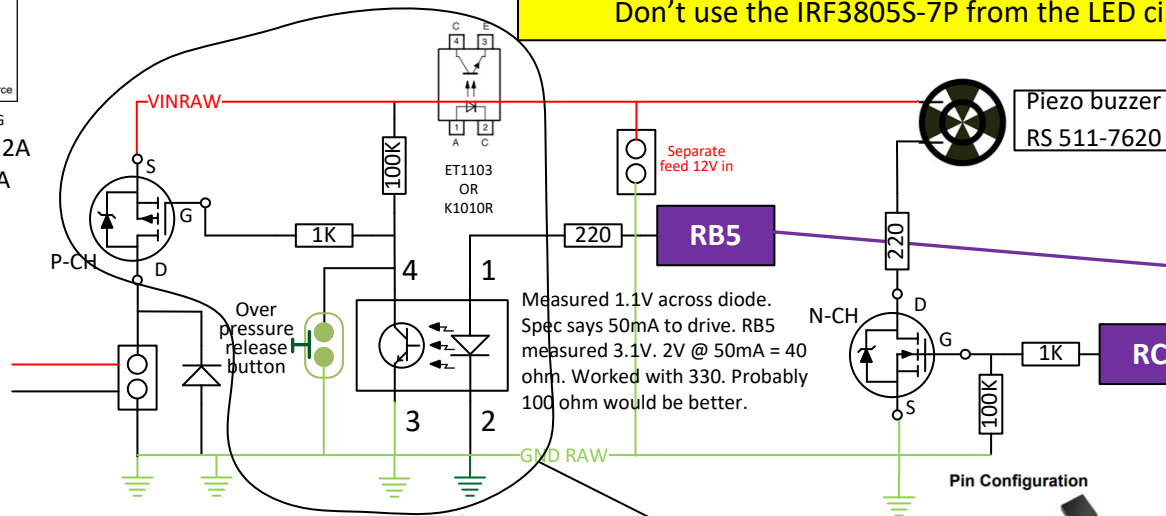 Don't use the IRF3805S-7P from the LED ci
rce
G
2A
A
VINRAW
C E
4 3
1 2
A C
ET1103
OR
K1010R
100K
Separate
feed 12V in
Piezo buzzer
RS 511-7620
S
G
D
P-CH
1K
4
1
220
RB5
220
Over
pressure
release
button
Measured 1.1V across diode.
Spec says 50mA to drive. RB5
measured 3.1V. 2V @ 50mA = 40
ohm. Worked with 330. Probably
100 ohm would be better.
N-CH
D
G
S
1K
RC
100K
3
2
GND RAW
Pin Configuration